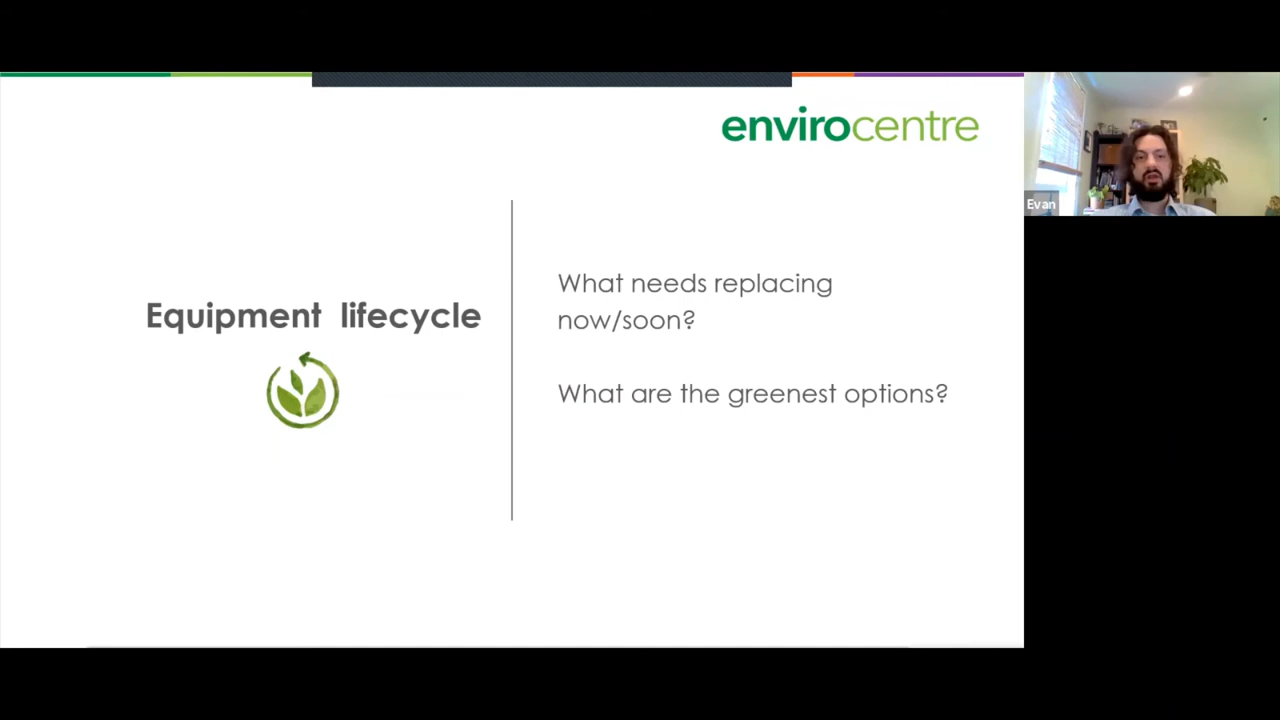 envirocentre
Evan
Equipment lifecycle
What needs replacing
now/soon?
What are the greenest options?